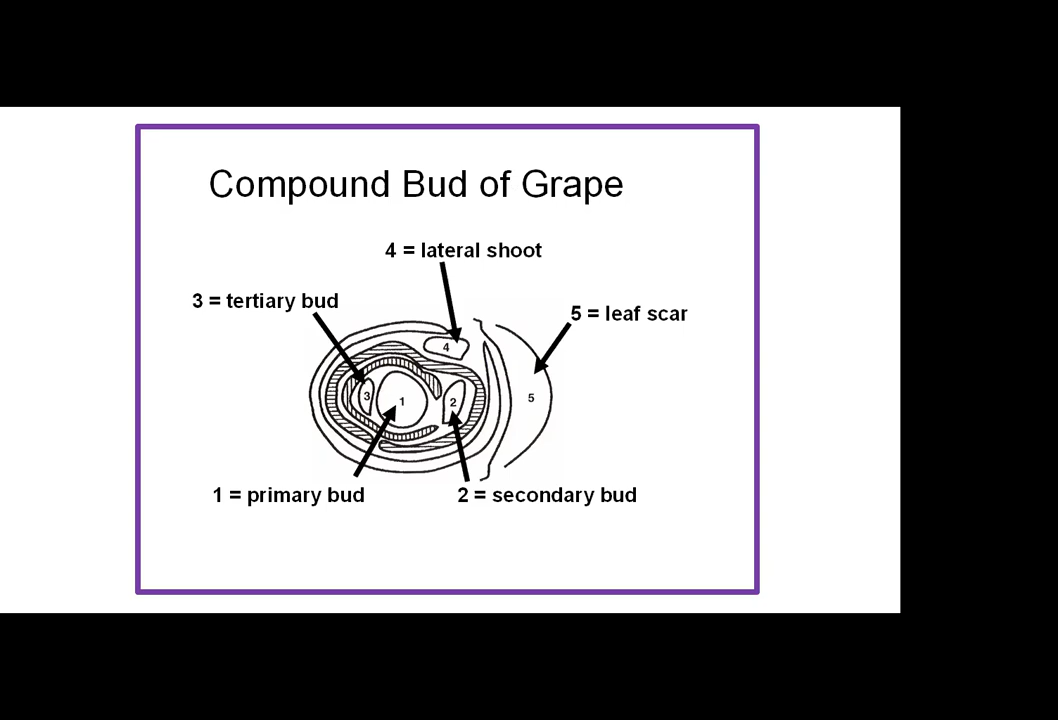 Compound Bud of Grape
4 = lateral shoot
3 = tertiary bud
5 = leaf scar
4
3
1
2
5
1 = primary bud
2 = secondary bud